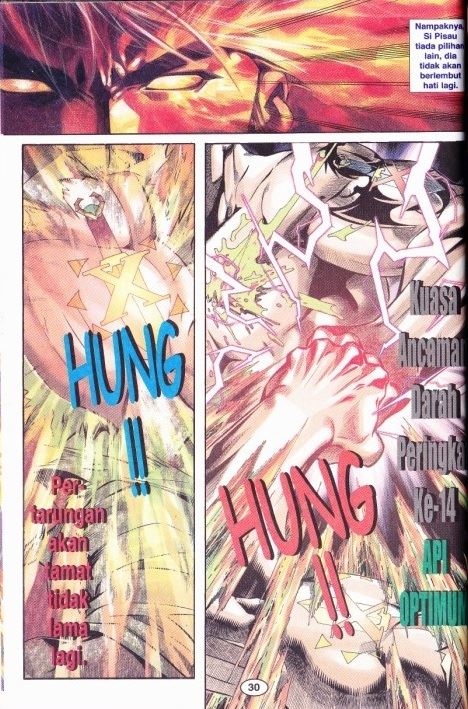 Nampaknya
Si Pisau
tiada pilihan
lain, dia
tidak akan
berlembut
hati lagi.
HUNG
!!
Per-
tarungan
akan
tamat
tidak
lama
lagi.
HUNG
!!
Kuasa
Ancaman
Darah
Peringka
Ke-14
API
OPTIMUM
30